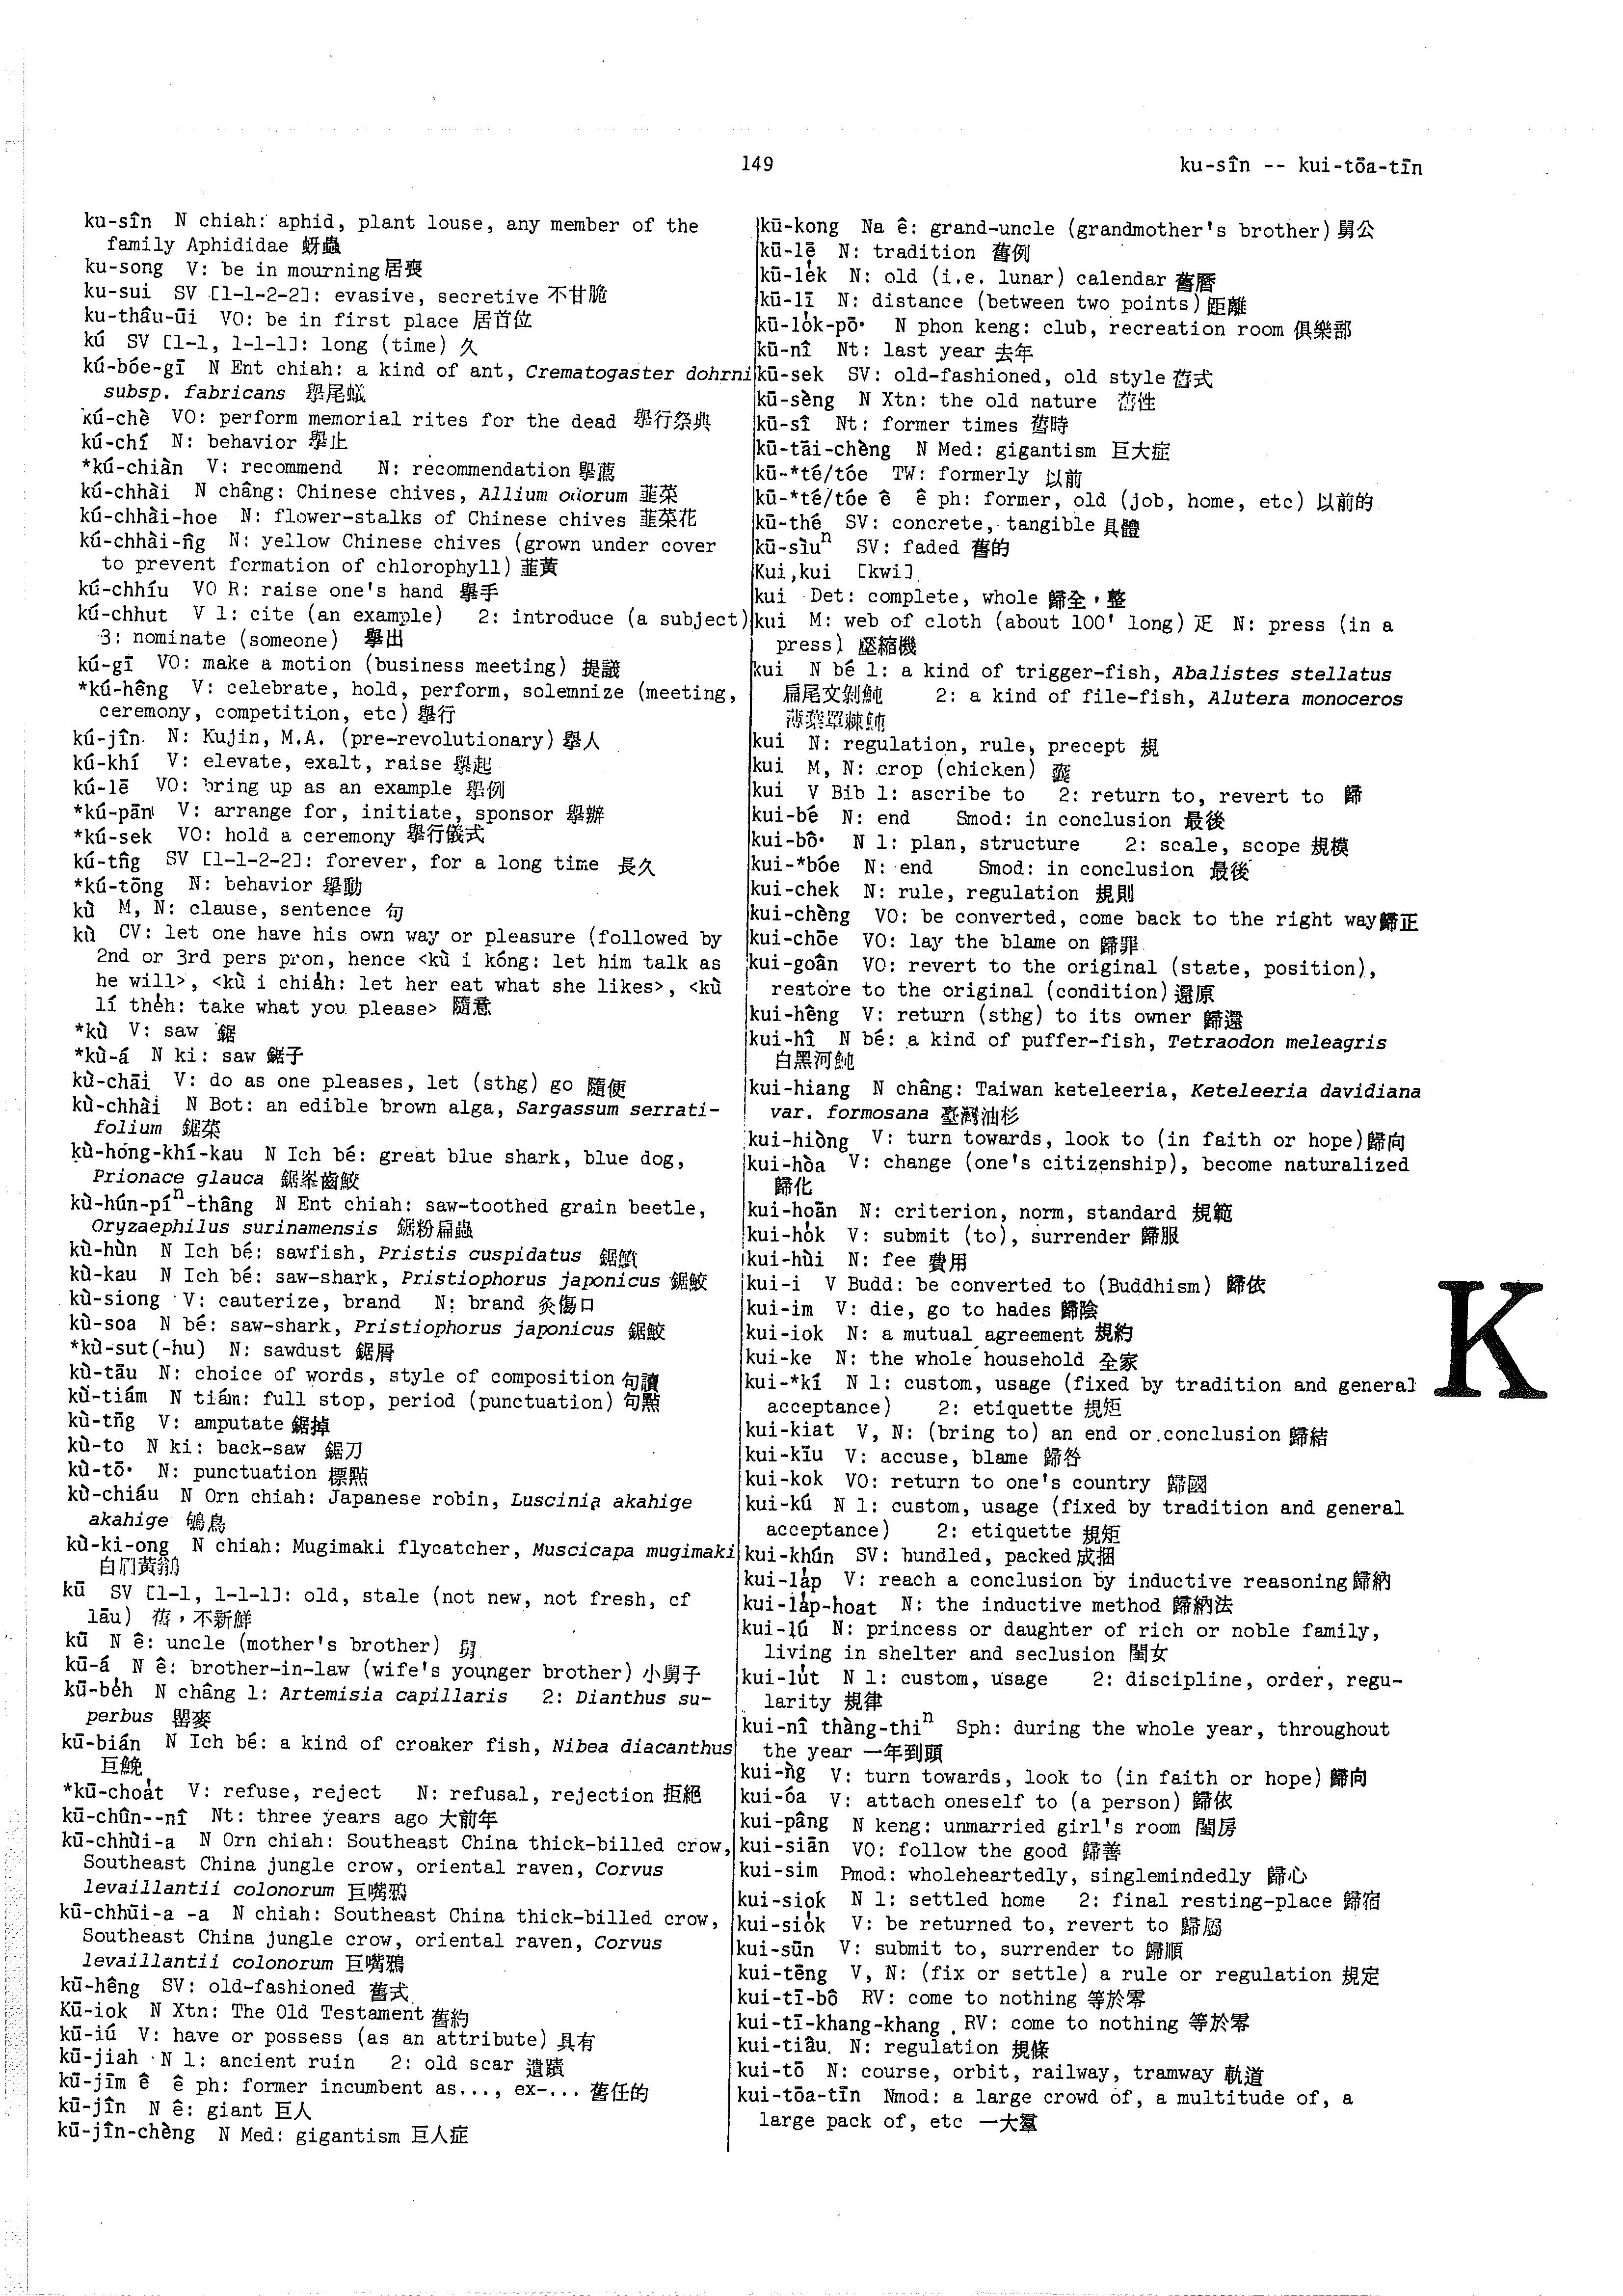 149
ku-sîn -- kui-tōa-tīn
ku-sîn N chiah: aphid, plant louse, any member of the
family Aphididae 蚜蟲
ku-song V: be in mourning 居喪
ku-sui SV [1-1-2-2]: evasive, secretive 不甘脆
ku-thâu-ūi VO: be in first place 居首位
kú SV [1-1, 1-1-1]: long (time) 久
kú-bóe-gī N Ent chiah: a kind of ant, Crematogaster dohrni
subsp. fabricans 舉尾蟻
kú-chè VO: perform memorial rites for the dead 舉行祭典
kú-chí N: behavior 舉止
*kú-chiàn V: recommend N: recommendation 舉薦
kú-chhài N châng: Chinese chives, Allium odorum 韮菜
kú-chhài-hoe N: flower-stalks of Chinese chives 韮菜花
kú-chhài-n̂g N: yellow Chinese chives (grown under cover
to prevent formation of chlorophyll) 韮黃
kú-chhíu VO R: raise one's hand 舉手
kú-chhut V 1: cite (an example) 2: introduce (a subject)
3: nominate (someone) 舉出
kú-gī VO: make a motion (business meeting) 提議
*kú-hêng V: celebrate, hold, perform, solemnize (meeting,
ceremony, competition, etc) 舉行
kú-jîn N: Kujin, M.A. (pre-revolutionary) 舉人
kú-khí V: elevate, exalt, raise 舉起
kú-lē VO: bring up as an example 舉例
*kú-pān V: arrange for, initiate, sponsor 舉辦
*kú-sek VO: hold a ceremony 舉行儀式
kú-tn̂g SV [1-1-2-2]: forever, for a long time 長久
*kú-tōng N: behavior 舉動
kù M, N: clause, sentence 句
kù CV: let one have his own way or pleasure (followed by
2nd or 3rd pers pron, hence <kù i kóng: let him talk as
he will>, <kù i chia̍h: let her eat what she likes>, <kù
lí the̍h: take what you please> 隨意
*kù V: saw 鋸
*kù-á N ki: saw 鋸子
kù-chāi V: do as one pleases, let (sthg) go 隨便
kù-chhài N Bot: an edible brown alga, Sargassum serrati-
folium 鋸菜
kù-hong-khí-kau N Ich bé: great blue shark, blue dog,
Prionace glauca 鋸峯齒鮫
kù-hún-píⁿ-thâng N Ent chiah: saw-toothed grain beetle,
Oryzaephilus surinamensis 鋸粉扁蟲
kù-hùn N Ich bé: sawfish, Pristis cuspidatus 鋸鱝
kù-kau N Ich bé: saw-shark, Pristiophorus japonicus 鋸鮫
kù-siong V: cauterize, brand N: brand 灸傷口
kù-soa N bé: saw-shark, Pristiophorus japonicus 鋸鮫
*kù-sut(-hu) N: sawdust 鋸屑
kù-tāu N: choice of words, style of composition 句讀
kù-tiám N tiám: full stop, period (punctuation) 句點
kù-tn̄g V: amputate 鋸掉
kù-to N ki: back-saw 鋸刀
kù-tō͘ N: punctuation 標點
kù-chiáu N Orn chiah: Japanese robin, Luscinia akahige
akahige 鴝鳥
kù-ki-ong N chiah: Mugimaki flycatcher, Muscicapa mugimaki
白眉黃鶲
kū SV [1-1, 1-1-1]: old, stale (not new, not fresh, cf
lāu) 舊，不新鮮
kū N ê: uncle (mother's brother) 舅
kū-á N ê: brother-in-law (wife's younger brother) 小舅子
kū-be̍h N châng 1: Artemisia capillaris 2: Dianthus su-
perbus 瞿麥
kū-bián N Ich bé: a kind of croaker fish, Nibea diacanthus
巨鮸
*kū-choa̍t V: refuse, reject N: refusal, rejection 拒絕
kū-chûn--nî Nt: three years ago 大前年
kū-chhùi-a N Orn chiah: Southeast China thick-billed crow,
Southeast China jungle crow, oriental raven, Corvus
levaillantii colonorum 巨嘴鴉
kū-chhùi-a -a N chiah: Southeast China thick-billed crow,
Southeast China jungle crow, oriental raven, Corvus
levaillantii colonorum 巨嘴鴉
kū-hêng SV: old-fashioned 舊式
Kū-iok N Xtn: The Old Testament 舊約
kū-iú V: have or possess (as an attribute) 具有
kū-jiah N 1: ancient ruin 2: old scar 遺蹟
kū-jīm ê ê ph: former incumbent as..., ex-... 舊任的
kū-jîn N ê: giant 巨人
kū-jîn-chèng N Med: gigantism 巨人症
kū-kong Na ê: grand-uncle (grandmother's brother) 舅公
kū-lē N: tradition 舊例
kū-le̍k N: old (i.e. lunar) calendar 舊曆
kū-lī N: distance (between two points) 距離
kū-lo̍k-pō͘ N phon keng: club, recreation room 俱樂部
kū-nî Nt: last year 去年
kū-sek SV: old-fashioned, old style 舊式
kū-sèng N Xtn: the old nature 舊性
kū-sî Nt: former times 舊時
kū-tāi-chèng N Med: gigantism 巨大症
kū-*té/tóe TW: formerly 以前
kū-*té/tóe ê ê ph: former, old (job, home, etc) 以前的
kū-thé SV: concrete, tangible 具體
kū-sìuⁿ SV: faded 舊的
Kui,kui [kwi]
kui Det: complete, whole 歸全，整
kui M: web of cloth (about 100' long) 疋 N: press (in a
press) 壓縮機
kui N bé 1: a kind of trigger-fish, Abalistes stellatus
扁尾文剝魨 2: a kind of file-fish, Alutera monoceros
薄葉單棘魨
kui N: regulation, rule, precept 規
kui M, N: crop (chicken)
kui V Bib 1: ascribe to 2: return to, revert to 歸
kui-bé N: end Smod: in conclusion 最後
kui-bô͘ N 1: plan, structure 2: scale, scope 規模
kui-*bóe N: end Smod: in conclusion 最後
kui-chek N: rule, regulation 規則
kui-chèng VO: be converted, come back to the right way 歸正
kui-chōe VO: lay the blame on 歸罪
kui-goân VO: revert to the original (state, position),
restore to the original (condition) 還原
kui-hêng V: return (sthg) to its owner 歸還
kui-hî N bé: a kind of puffer-fish, Tetraodon meleagris
白黑河魨
kui-hiang N châng: Taiwan keteleeria, Keteleeria davidiana
var. formosana 臺灣油杉
kui-hiòng V: turn towards, look to (in faith or hope) 歸向
kui-hòa V: change (one's citizenship), become naturalized
歸化
kui-hoān N: criterion, norm, standard 規範
kui-ho̍k V: submit (to), surrender 歸服
kui-hùi N: fee 費用
kui-i V Budd: be converted to (Buddhism) 歸依
kui-im V: die, go to hades 歸陰
kui-iok N: a mutual agreement 規約
kui-ke N: the whole household 全家
kui-*kí N 1: custom, usage (fixed by tradition and general
acceptance) 2: etiquette 規矩
kui-kiat V, N: (bring to) an end or conclusion 歸結
kui-kīu V: accuse, blame 歸咎
kui-kok VO: return to one's country 歸國
kui-kú N 1: custom, usage (fixed by tradition and general
acceptance) 2: etiquette 規矩
kui-khún SV: bundled, packed 成捆
kui-la̍p V: reach a conclusion by inductive reasoning 歸納
kui-la̍p-hoat N: the inductive method 歸納法
kui-lú N: princess or daughter of rich or noble family,
living in shelter and seclusion 閨女
kui-lu̍t N 1: custom, usage 2: discipline, order, regu-
larity 規律
kui-nî thàng-thiⁿ Sph: during the whole year, throughout
the year 一年到頭
kui-n̂g V: turn towards, look to (in faith or hope) 歸向
kui-óa V: attach oneself to (a person) 歸依
kui-pâng N keng: unmarried girl's room 閨房
kui-siān VO: follow the good 歸善
kui-sim Pmod: wholeheartedly, singlemindedly 歸心
kui-siok N 1: settled home 2: final resting-place 歸宿
kui-sio̍k V: be returned to, revert to 歸屬
kui-sūn V: submit to, surrender to 歸順
kui-tēng V, N: (fix or settle) a rule or regulation 規定
kui-tī-bô RV: come to nothing 等於零
kui-tī-khang-khang RV: come to nothing 等於零
kui-tiâu N: regulation 規條
kui-tō N: course, orbit, railway, tramway 軌道
kui-tōa-tīn Nmod: a large crowd of, a multitude of, a
large pack of, etc 一大羣
K